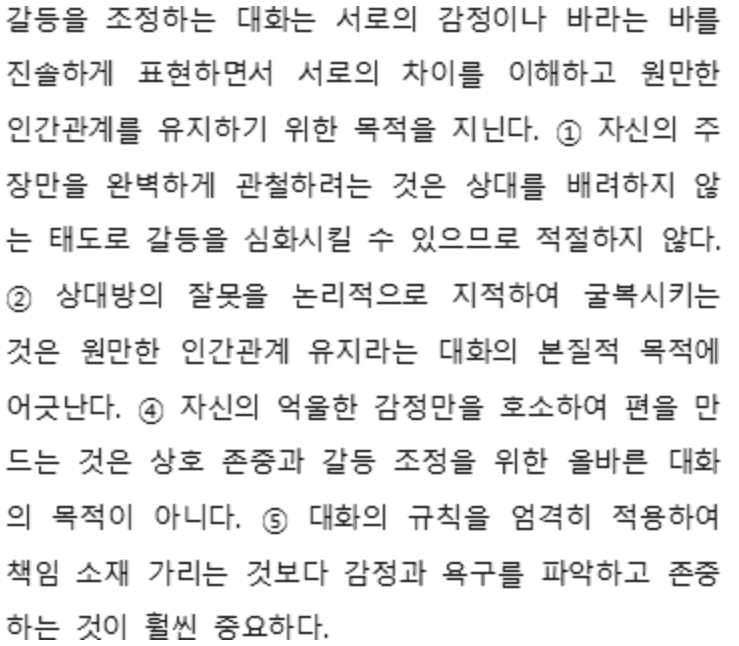 갈등을 조정하는 대화는 서로의 감정이나 바라는 바를
진솔하게 표현하면서 서로의 차이를 이해하고 원만한
인간관계를 유지하기 위한 목적을 지닌다. ① 자신의 주
장만을 완벽하게 관철하려는 것은 상대를 배려하지 않
는 태도로 갈등을 심화시킬 수 있으므로 적절하지 않다.
② 상대방의 잘못을 논리적으로 지적하여 굴복시키는
것은 원만한 인간관계 유지라는 대화의 본질적 목적에
어긋난다. ④ 자신의 억울한 감정만을 호소하여 편을 만
드는 것은 상호 존중과 갈등 조정을 위한 올바른 대화
의 목적이 아니다. ⑤ 대화의 규칙을 엄격히 적용하여
책임 소재 가리는 것보다 감정과 욕구를 파악하고 존중
하는 것이 훨씬 중요하다.